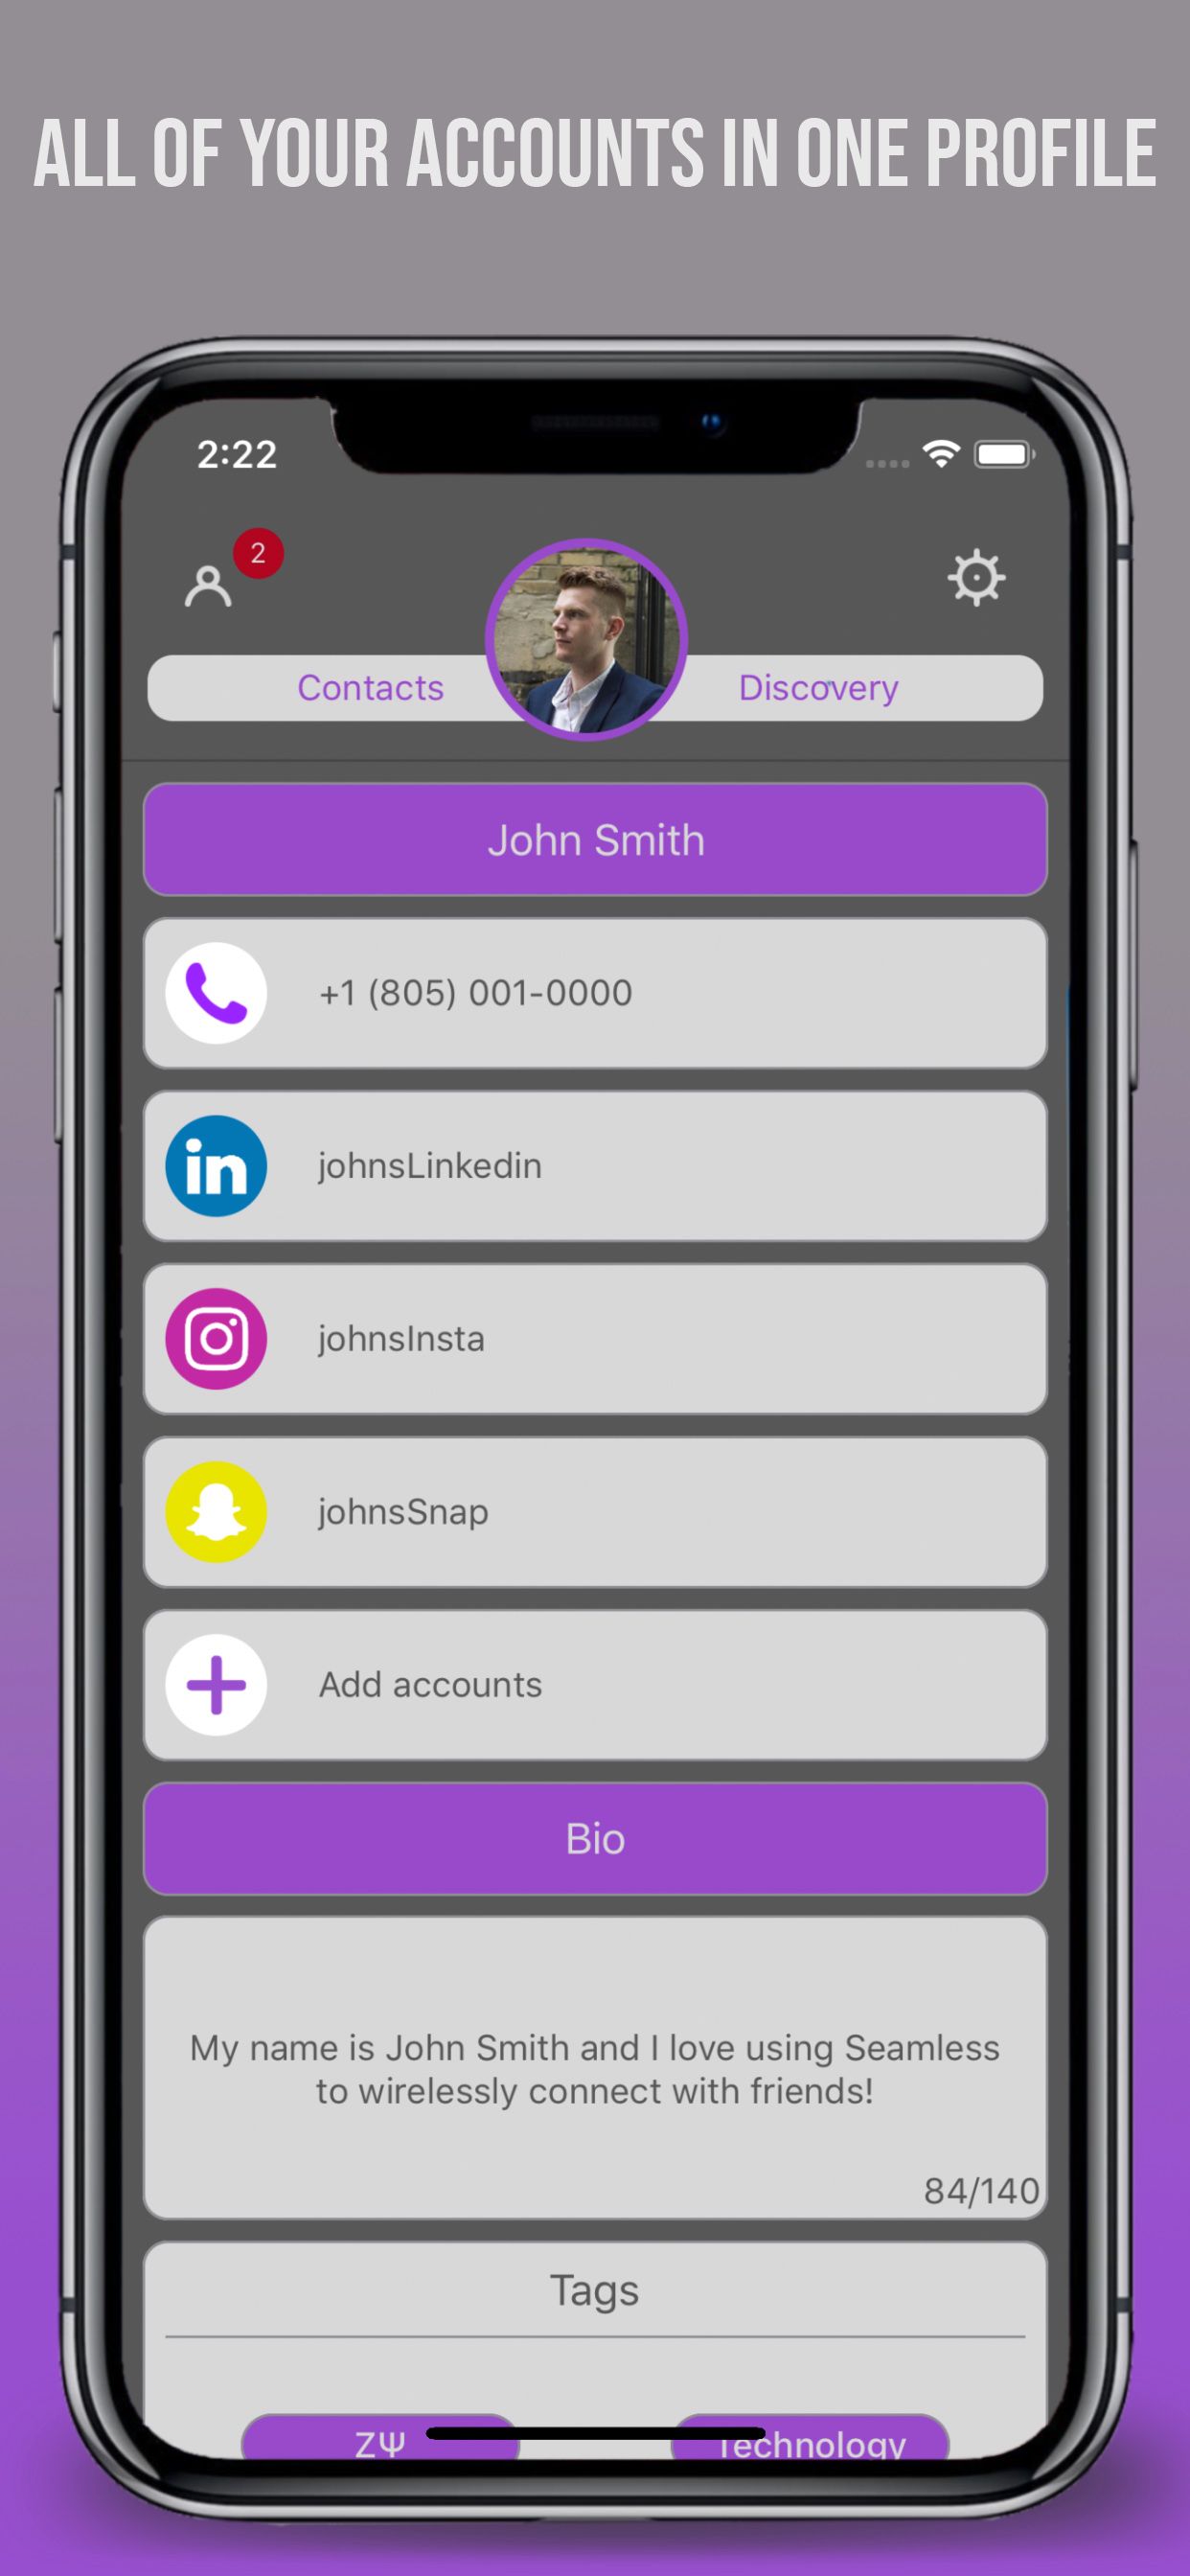 ALL OF YOUR ACCOUNTS IN ONE PROFILE
2:22
2
Contacts
Discovery
John Smith
+1 (805) 001-0000
in
johnsLinkedin
johnsInsta
johnsSnap
Add accounts
Bio
My name is John Smith and I love using Seamless
to wirelessly connect with friends!
84/140
Tags
ΖΨ
Technology